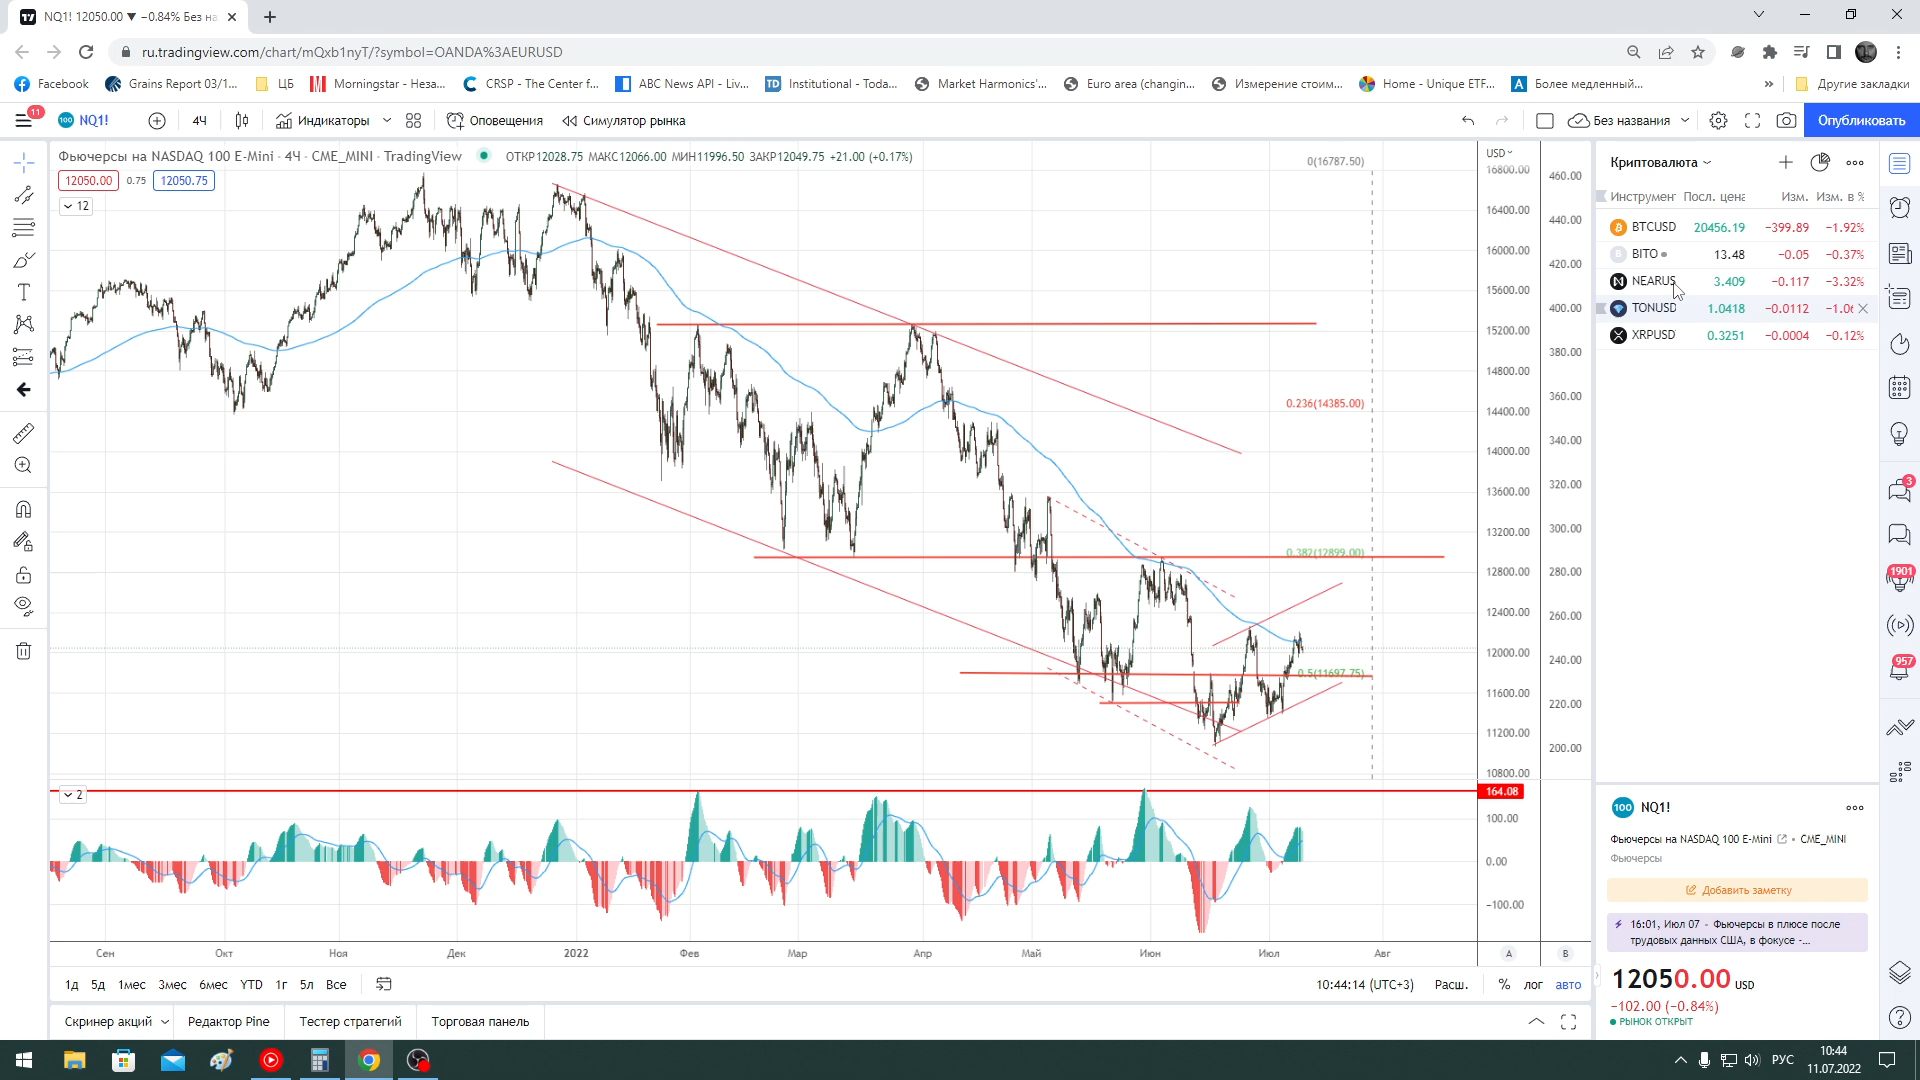 NQ1! 12050.00 ▼ −0.84% Без на
ru.tradingview.com/chart/mQxb1nyT/?symbol=OANDA%3AEURUSD
Facebook
Grains Report 03/1...
ЦБ
Morningstar - Неза...
CRSP - The Center f...
ABC News API - Liv...
TD Institutional - Toda...
Market Harmonics'...
Euro area (changin...
Измерение стоим...
Home - Unique ETF...
A Более медленный...
»
Другие закладки
11
100 NQ1!
4Ч
Индикаторы
Оповещения
Симулятор рынка
Без названия
Опубликовать
Фьючерсы на NASDAQ 100 E-Mini · 4Ч · CME_MINI · TradingView
ОТКР12028.75 МАКС12066.00 МИН11996.50 ЗАКР12049.75 +21.00 (+0.17%)
12050.00 0.75 12050.75
12
0(16787.50)
0.236(14385.00)
0.382(12899.00)
0.5(11697.75)
USD
16800.00
16400.00
16000.00
15600.00
15200.00
14800.00
14400.00
14000.00
13600.00
13200.00
12800.00
12400.00
12000.00
11600.00
11200.00
10800.00
460.00
440.00
420.00
400.00
380.00
360.00
340.00
320.00
300.00
280.00
260.00
240.00
220.00
200.00
2
164.08
100.00
0.00
−100.00
Сен Окт Ноя Дек 2022 Фев Мар Апр Май Июн Июл Авг
A B
1д 5д 1мес 3мес 6мес YTD 1г 5л Все
10:44:14 (UTC+3) Расш. % лог авто
Скринер акций Редактор Pine Тестер стратегий Торговая панель
Криптовалюта
Инструмент Посл. цена Изм. Изм. в %
BTCUSD 20456.19 −399.89 −1.92%
BITO 13.48 −0.05 −0.37%
NEARUS 3.409 −0.117 −3.32%
TONUSD 1.0418 −0.0112 −1.0
XRPUSD 0.3251 −0.0004 −0.12%
3
1901
957
100 NQ1!
Фьючерсы на NASDAQ 100 E-Mini • CME_MINI
Фьючерсы
Добавить заметку
16:01, Июл 07 - Фьючерсы в плюсе после
трудовых данных США, в фокусе -...
12050.00 USD
−102.00 (−0.84%)
РЫНОК ОТКРЫТ
РУС
10:44
11.07.2022